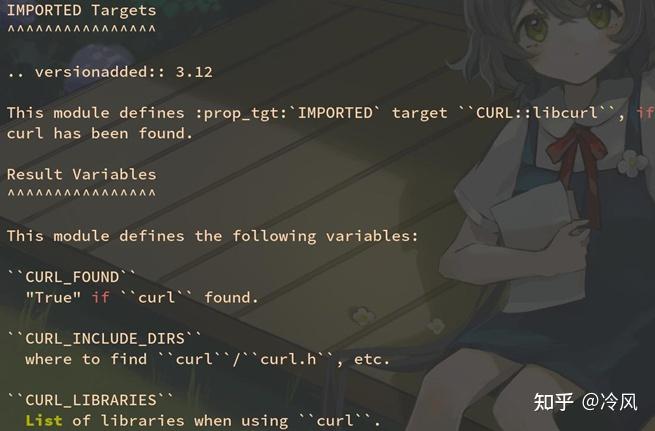 IMPORTED Targets
^^^^^^^^^^^^^^^^
.. versionadded:: 3.12
This module defines :prop_tgt:`IMPORTED` target ``CURL::libcurl``, if
curl has been found.
Result Variables
^^^^^^^^^^^^^^^^
This module defines the following variables:
``CURL_FOUND``
"True" if ``curl`` found.
``CURL_INCLUDE_DIRS``
where to find ``curl``/``curl.h``, etc.
``CURL_LIBRARIES``
List of libraries when using ``curl``.
知乎 @冷风